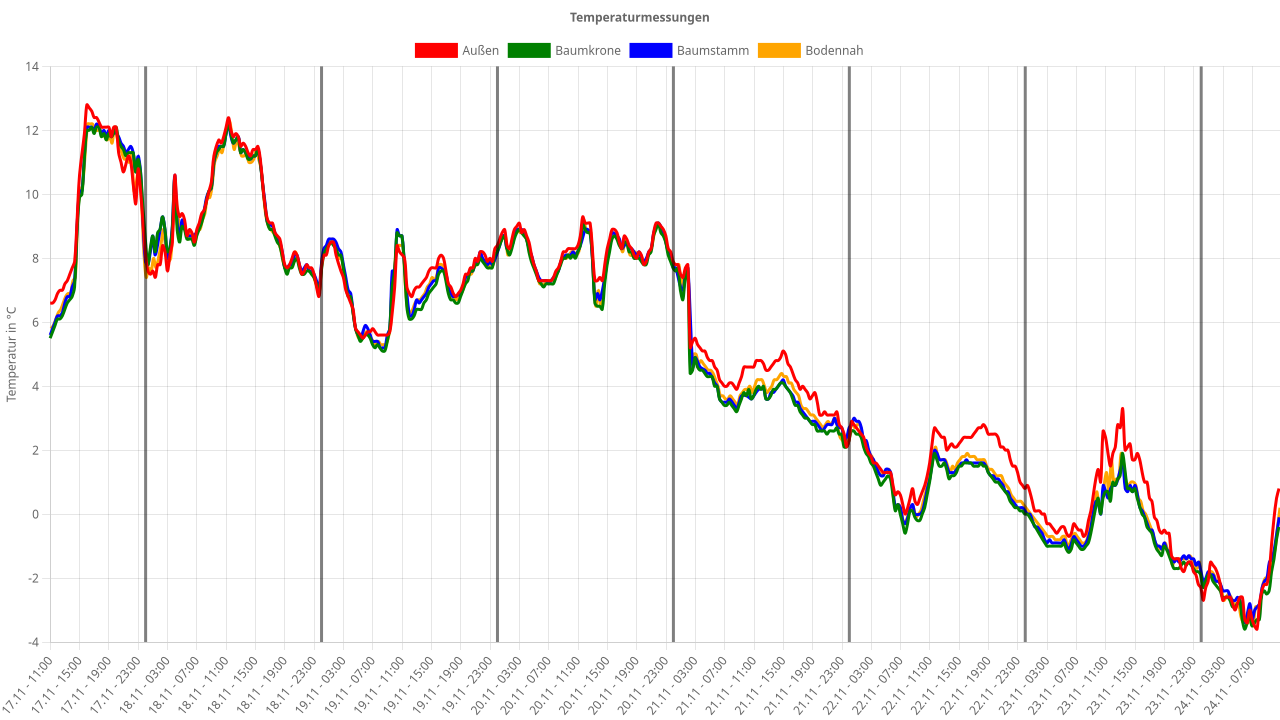 Temperaturmessungen
Außen Baumkrone Baumstamm Bodennah
Temperatur in °C
14
12
10
8
6
4
2
0
-2
-4
17.11 - 11:00
17.11 - 15:00
17.11 - 19:00
17.11 - 23:00
18.11 - 03:00
18.11 - 07:00
18.11 - 11:00
18.11 - 15:00
18.11 - 19:00
18.11 - 23:00
19.11 - 03:00
19.11 - 07:00
19.11 - 11:00
19.11 - 15:00
19.11 - 19:00
19.11 - 23:00
20.11 - 03:00
20.11 - 07:00
20.11 - 11:00
20.11 - 15:00
20.11 - 19:00
20.11 - 23:00
21.11 - 03:00
21.11 - 07:00
21.11 - 11:00
21.11 - 15:00
21.11 - 19:00
21.11 - 23:00
22.11 - 03:00
22.11 - 07:00
22.11 - 11:00
22.11 - 15:00
22.11 - 19:00
22.11 - 23:00
23.11 - 03:00
23.11 - 07:00
23.11 - 11:00
23.11 - 15:00
23.11 - 19:00
23.11 - 23:00
24.11 - 03:00
24.11 - 07:00